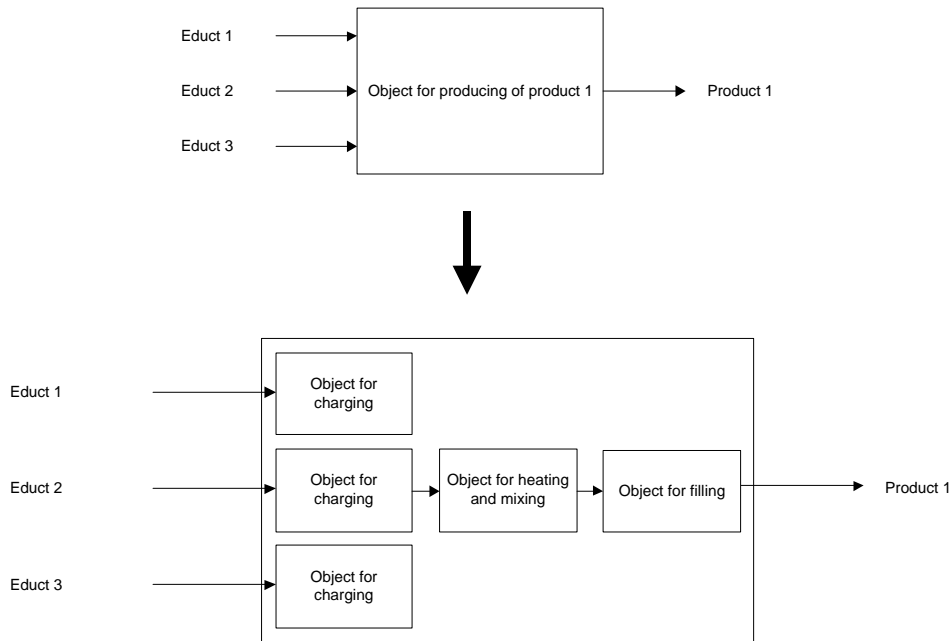 Educt 1
Educt 2
Object for producing of product 1
Product 1
Educt 3
Educt 1
Object for
charging
Educt 2
Object for
charging
Object for heating
and mixing
Object for filling
Product 1
Educt 3
Object for
charging